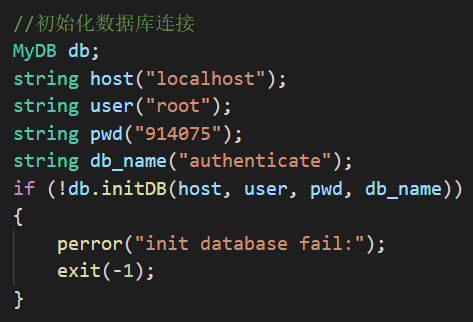 //初始化数据库连接
MyDB db;
string host("localhost");
string user("root");
string pwd("914075");
string db_name("authenticate");
if (!db.initDB(host, user, pwd, db_name))
{
    perror("init database fail:");
    exit(-1);
}